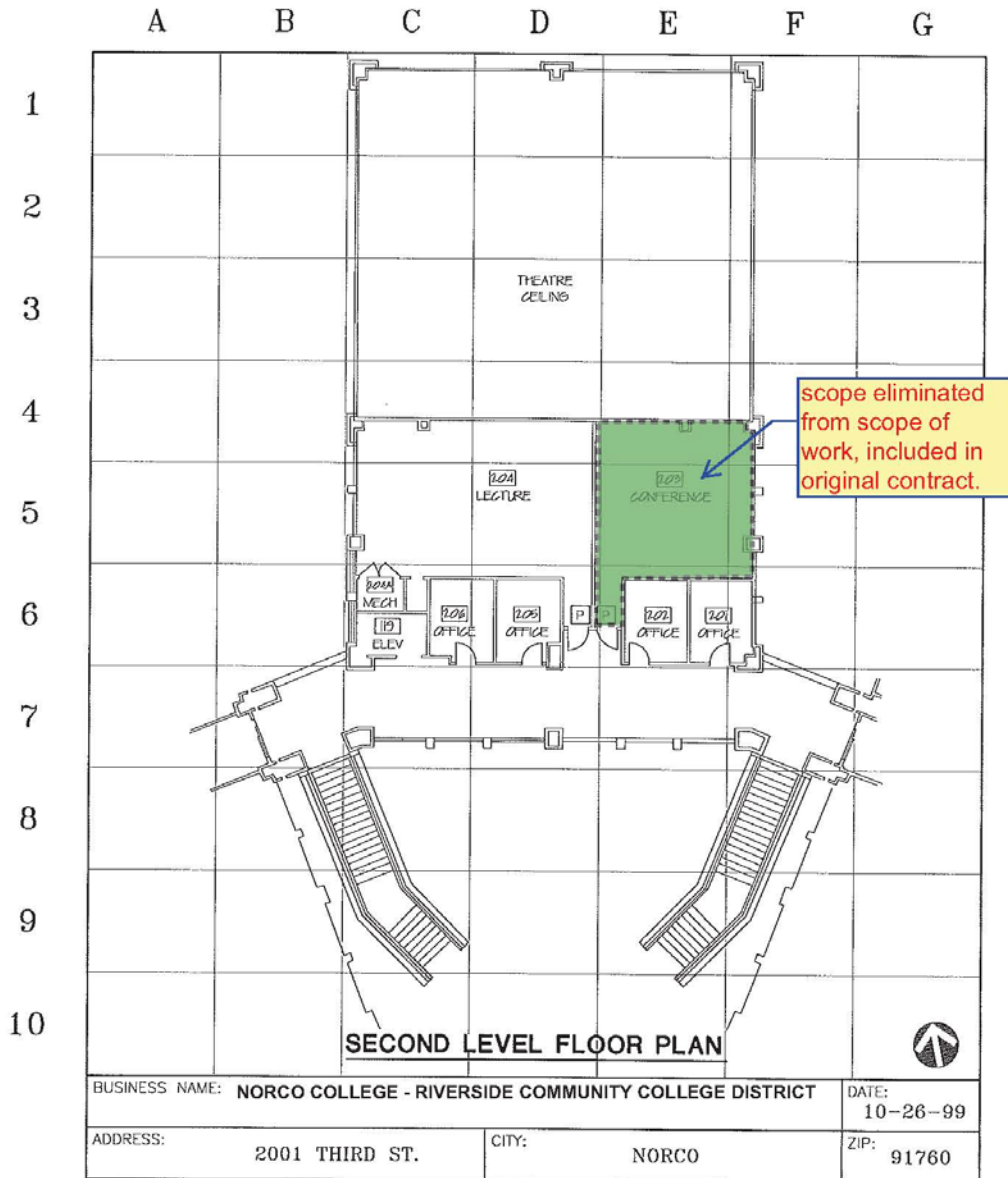 A B C D E F G
1
2
3
4
5
6
7
8
9
10
THEATRE
CEILING
scope eliminated
from scope of
work, included in
original contract.
204
LECTURE
203
CONFERENCE
204A
MECH
119
ELEV
206
OFFICE
205
OFFICE
P
P
202
OFFICE
201
OFFICE
SECOND LEVEL FLOOR PLAN
BUSINESS NAME: NORCO COLLEGE - RIVERSIDE COMMUNITY COLLEGE DISTRICT
DATE:
10-26-99
ADDRESS: 2001 THIRD ST.
CITY: NORCO
ZIP: 91760